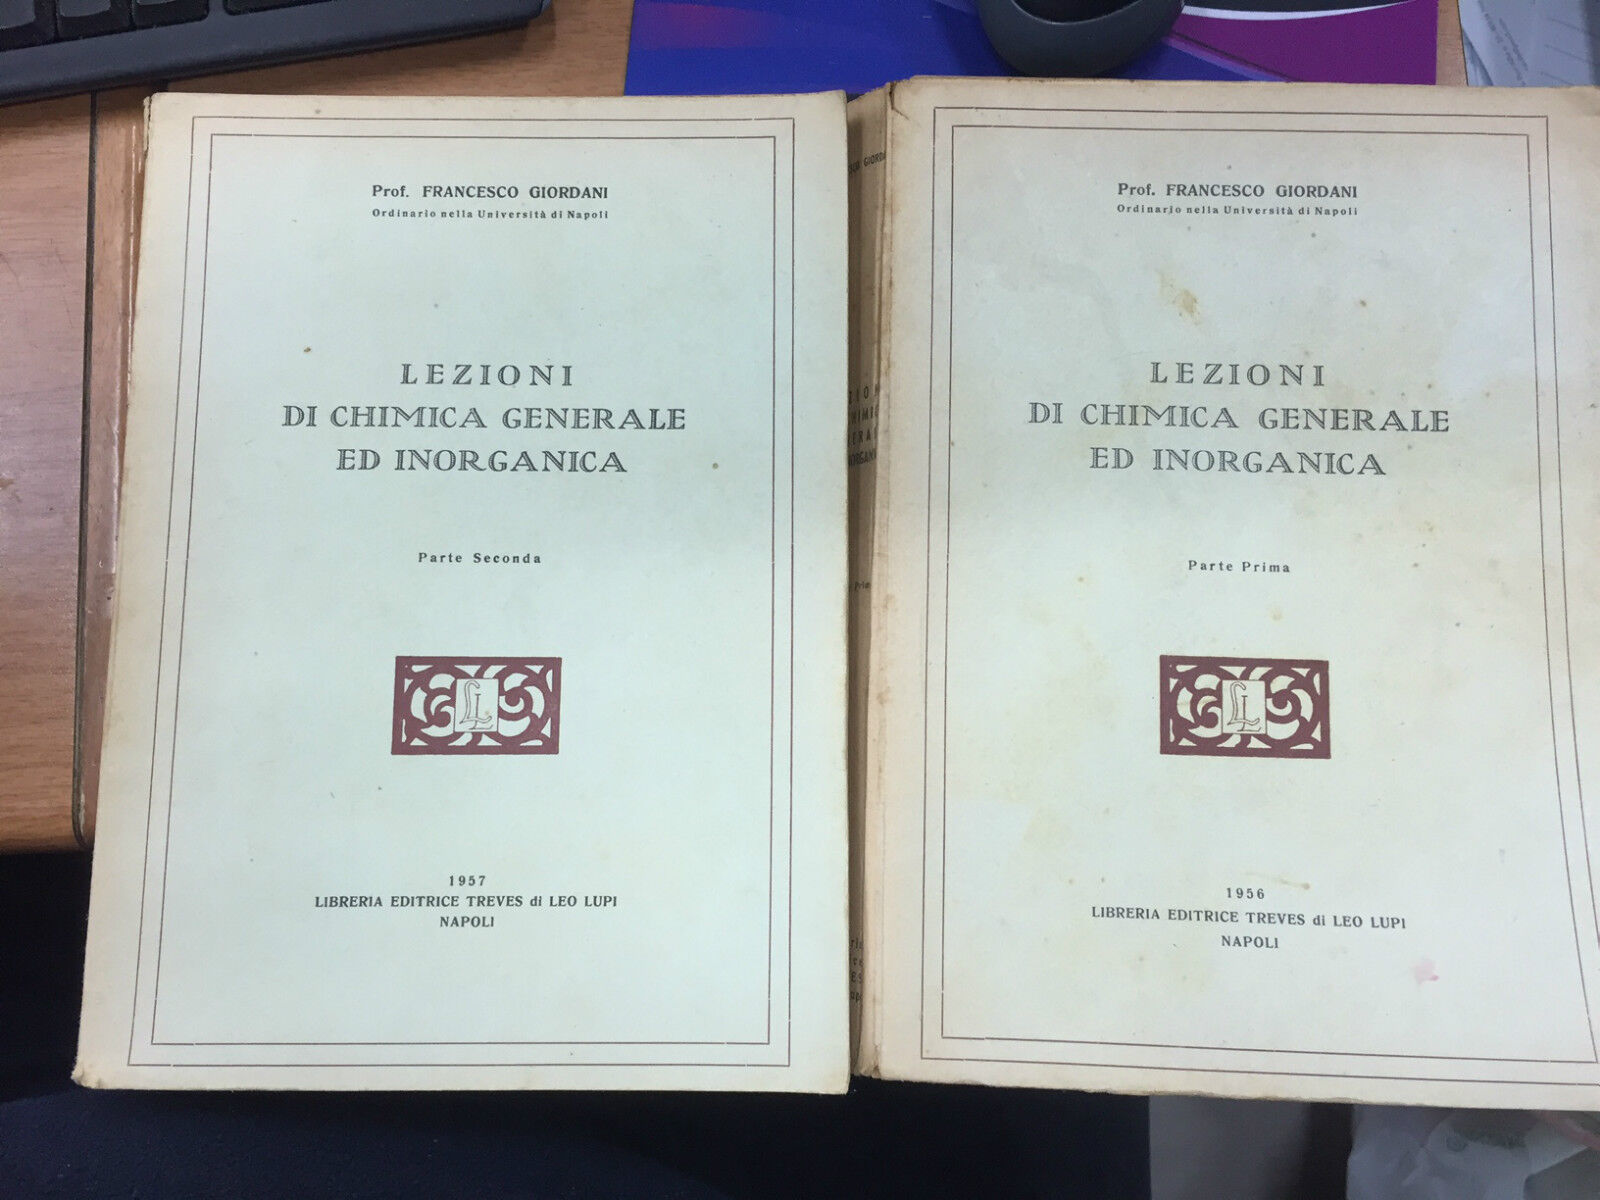 Prof. FRANCESCO GIORDANI
Ordinario nella Università di Napoli
LEZIONI
DI CHIMICA GENERALE
ED INORGANICA
Parte Seconda
LL
1957
LIBRERIA EDITRICE TREVES di LEO LUPI
NAPOLI
Prof. FRANCESCO GIORDANI
Ordinario nella Università di Napoli
LEZIONI
DI CHIMICA GENERALE
ED INORGANICA
Parte Prima
LL
1956
LIBRERIA EDITRICE TREVES di LEO LUPI
NAPOLI